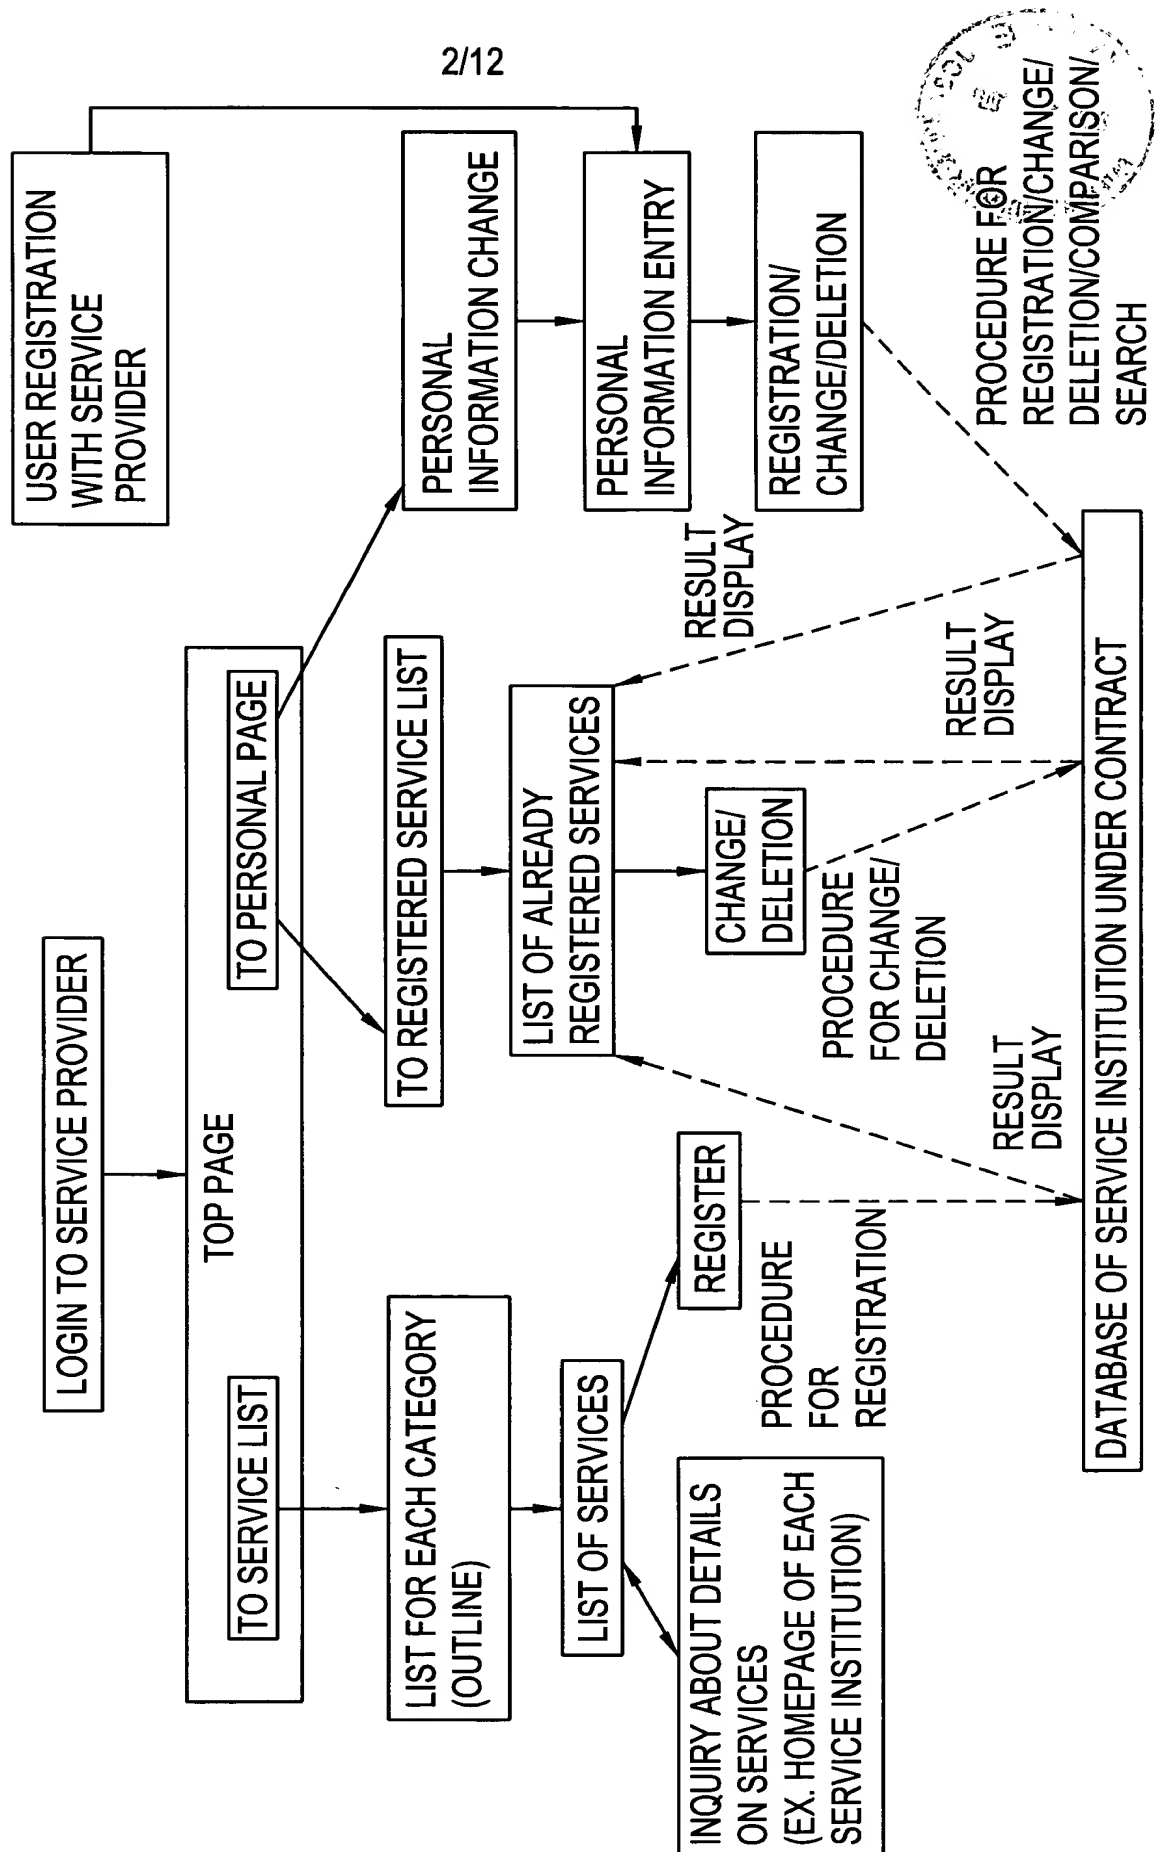 2/12
USER REGISTRATION
WITH SERVICE
PROVIDER
LOGIN TO SERVICE PROVIDER
TOP PAGE
TO SERVICE LIST
TO PERSONAL PAGE
LIST FOR EACH CATEGORY
(OUTLINE)
TO REGISTERED SERVICE LIST
PERSONAL
INFORMATION CHANGE
LIST OF SERVICES
LIST OF ALREADY
REGISTERED SERVICES
PERSONAL
INFORMATION ENTRY
INQUIRY ABOUT DETAILS
ON SERVICES
(EX. HOMEPAGE OF EACH
SERVICE INSTITUTION)
REGISTER
CHANGE/
DELETION
RESULT
DISPLAY
REGISTRATION/
CHANGE/DELETION
PROCEDURE
FOR
REGISTRATION
PROCEDURE
FOR CHANGE/
DELETION
RESULT
DISPLAY
RESULT
DISPLAY
PROCEDURE FOR
REGISTRATION/CHANGE/
DELETION/COMPARISON/
SEARCH
DATABASE OF SERVICE INSTITUTION UNDER CONTRACT